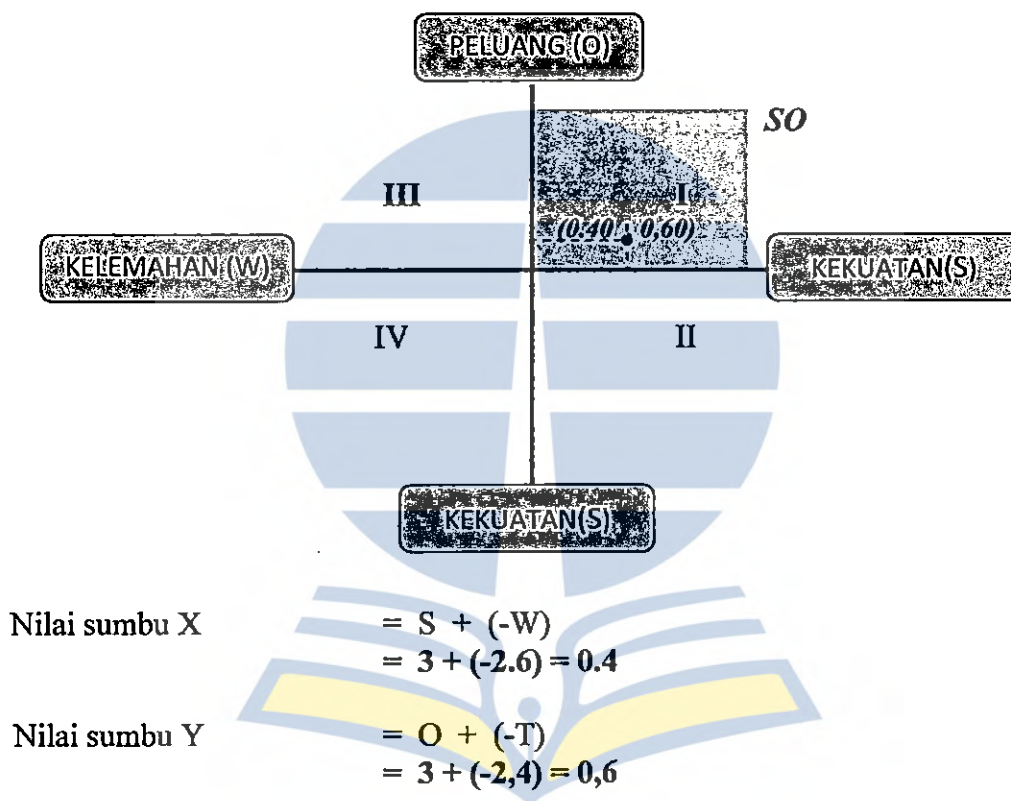 PELUANG (O)
SO
III
I
(0.40 ; 0,60)
KELEMAHAN (W)
KEKUATAN(S)
IV
II
KEKUATAN(S)
Nilai sumbu X = S + (-W)
= 3 + (-2.6) = 0.4
Nilai sumbu Y = O + (-T)
= 3 + (-2,4) = 0,6